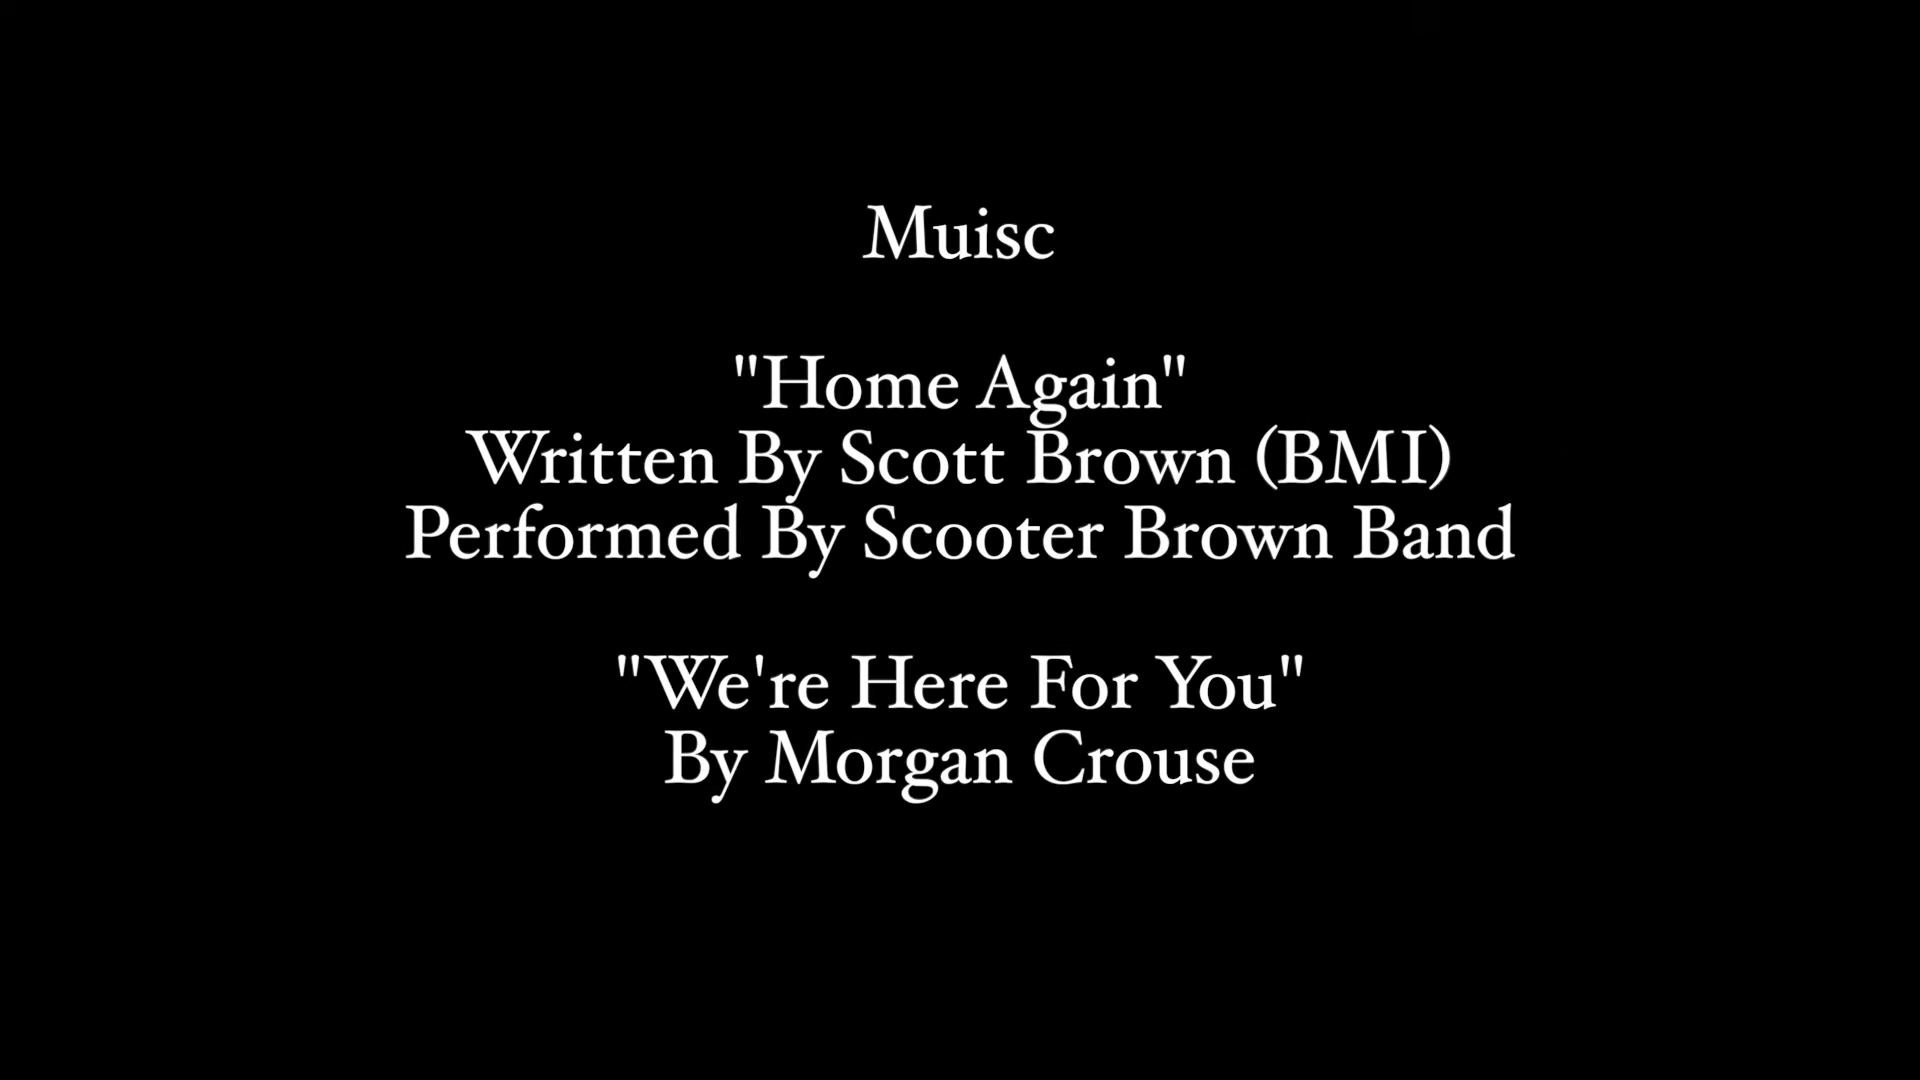 Muisc
"Home Again"
Written By Scott Brown (BMI)
Performed By Scooter Brown Band
"We're Here For You"
By Morgan Crouse